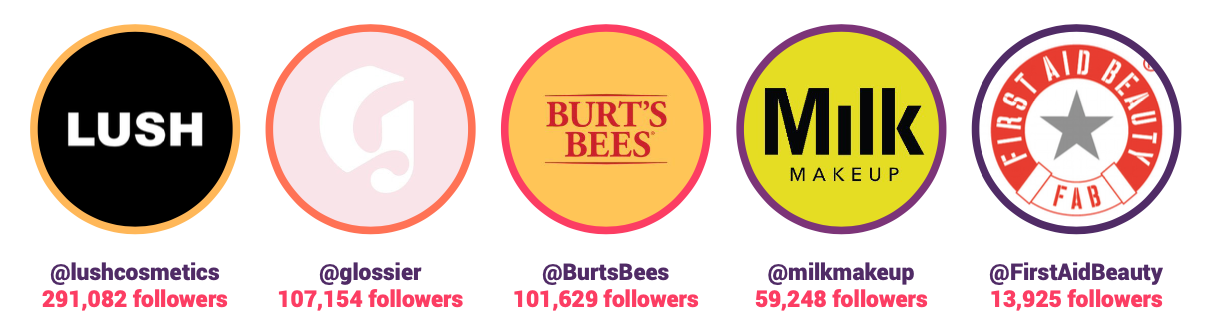 LUSH
G
BURT'S
BEES®
Milk
MAKEUP
FIRST AID BEAUTY®
FAB
@lushcosmetics
291,082 followers
@glossier
107,154 followers
@BurtsBees
101,629 followers
@milkmakeup
59,248 followers
@FirstAidBeauty
13,925 followers